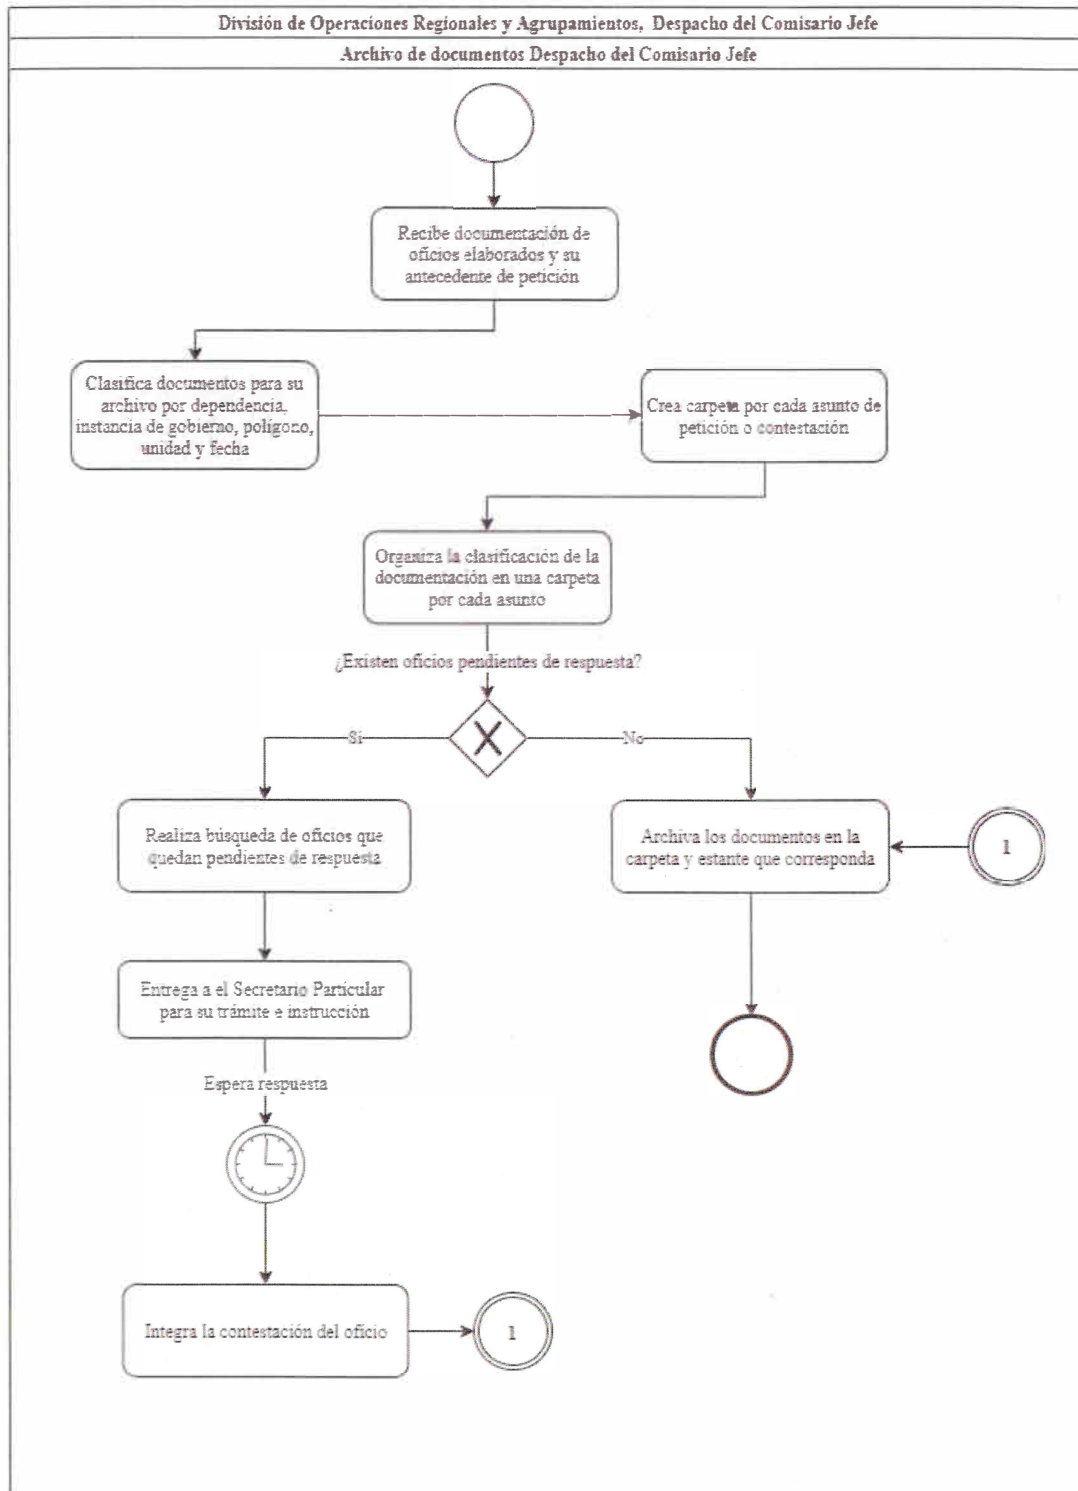 División de Operaciones Regionales y Agrupamientos, Despacho del Comisario Jefe
Archivo de documentos Despacho del Comisario Jefe
Recibe documentación de
oficios elaborados y su
antecedente de petición
Clasifica documentos para su
archivo por dependencia,
instancia de gobierno, polígono,
unidad y fecha
Crea carpeta por cada asunto de
petición o contestación
Organiza la clasificación de la
documentación en una carpeta
por cada asunto
¿Existen oficios pendientes de respuesta?
Si
No
Realiza búsqueda de oficios que
quedan pendientes de respuesta
Archiva los documentos en la
carpeta y estante que corresponda
1
Entrega a el Secretario Particular
para su trámite e instrucción
Espera respuesta
Integra la contestación del oficio
1